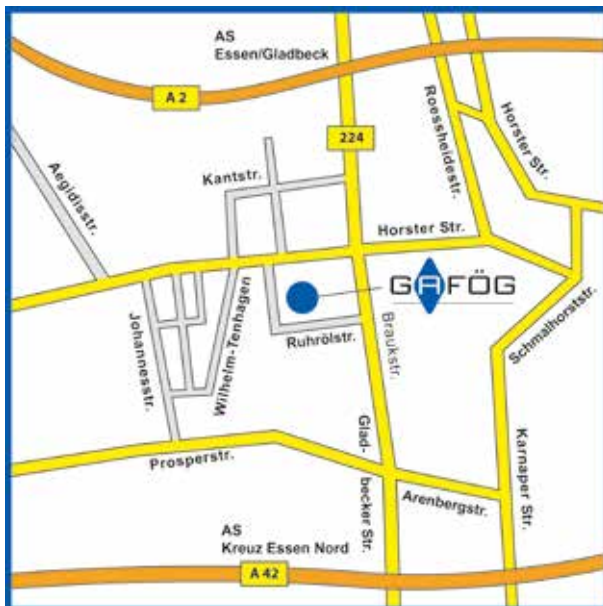 AS
Essen/Gladbeck
A 2
224
Roessheidestr.
Horster Str.
Aegidisstr.
Kantstr.
Horster Str.
GAFÖG
Johannesstr.
Wilhelm-Tenhagen
Ruhrölstr.
Braukstr.
Schmalhorststr.
Prosperstr.
Glad-
becker Str.
Arenbergstr.
Karnaper Str.
AS
Kreuz Essen Nord
A 42